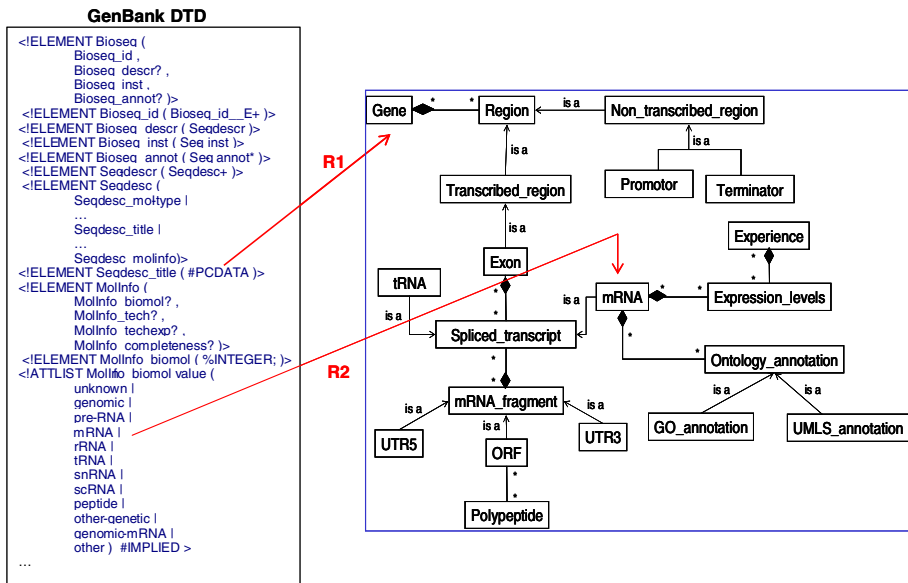 GenBank DTD
<!ELEMENT Bioseq (
Bioseq_id ,
Bioseq_descr? ,
Bioseq_inst ,
Bioseq_annot? )>
<!ELEMENT Bioseq_id ( Bioseq_id__E+ )>
<!ELEMENT Bioseq_descr ( Seqdescr )>
<!ELEMENT Bioseq_inst ( Seq_inst )>
<!ELEMENT Bioseq_annot ( Seq_annot* )>
<!ELEMENT Seqdescr ( Seqdesc+ )>
<!ELEMENT Seqdesc (
Seqdesc_mol-type |
...
Seqdesc_title |
...
Seqdesc_molinfo)>
<!ELEMENT Seqdesc_title ( #PCDATA )>
<!ELEMENT MolInfo (
MolInfo_biomol? ,
MolInfo_tech? ,
MolInfo_techexp? ,
MolInfo_completeness? )>
<!ELEMENT MolInfo_biomol ( %INTEGER; )>
<!ATTLIST MolInfo_biomol value (
unknown |
genomic |
pre-RNA |
mRNA |
rRNA |
tRNA |
snRNA |
scRNA |
peptide |
other-genetic |
genomic-mRNA |
other ) #IMPLIED >
...
R1
R2
Gene
*
*
Region
is a
Non_transcribed_region
is a
is a
Promotor
Terminator
Transcribed_region
is a
Experience
*
*
Exon
*
*
tRNA
mRNA
*
*
Expression_levels
is a
is a
*
*
Spliced_transcript
Ontology_annotation
*
*
is a
is a
mRNA_fragment
GO_annotation
UMLS_annotation
is a
is a
is a
UTR5
ORF
UTR3
*
*
Polypeptide